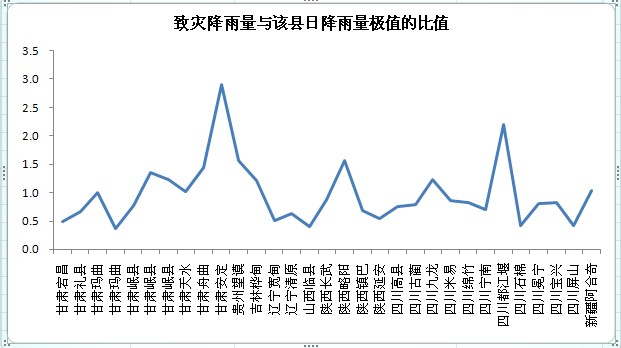 致灾降雨量与该县日降雨量极值的比值
3.5
3.0
2.5
2.0
1.5
1.0
0.5
0.0
甘肃宕昌
甘肃礼县
甘肃玛曲
甘肃玛曲
甘肃岷县
甘肃岷县
甘肃岷县
甘肃天水
甘肃舟曲
甘肃安定
贵州望谟
吉林桦甸
辽宁宽甸
辽宁清原
山西临县
陕西长武
陕西略阳
陕西镇巴
陕西延安
四川高县
四川古蔺
四川九龙
四川米易
四川绵竹
四川宁南
四川都江堰
四川石棉
四川冕宁
四川宝兴
四川屏山
新疆阿合奇